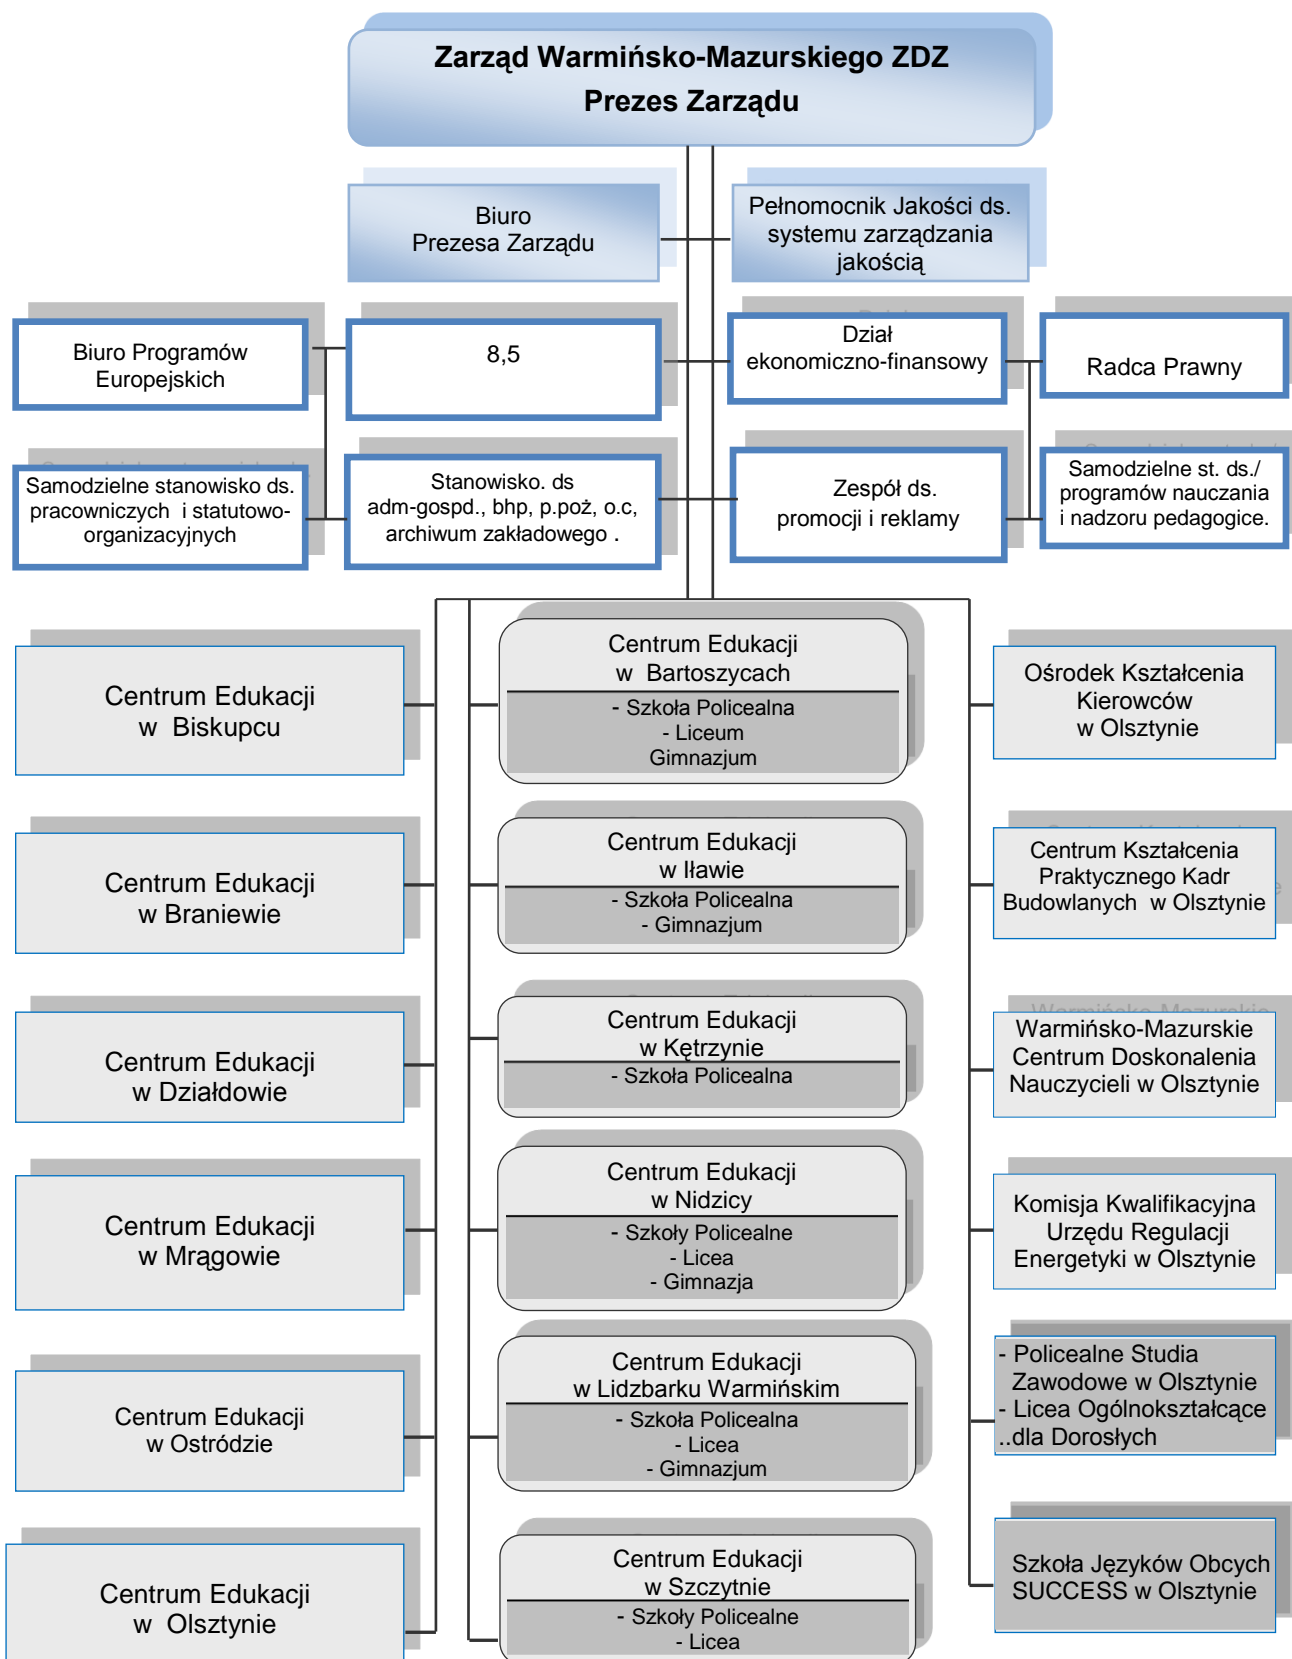 Zarząd Warmińsko-Mazurskiego ZDZ
Prezes Zarządu
Biuro
Prezesa Zarządu
Pełnomocnik Jakości ds.
systemu zarządzania
jakością
Biuro Programów
Europejskich
8,5
Dział
ekonomiczno-finansowy
Radca Prawny
Samodzielne stanowisko ds.
pracowniczych i statutowo-
organizacyjnych
Stanowisko. ds
adm-gospd., bhp, p.poż, o.c,
archiwum zakładowego .
Zespół ds.
promocji i reklamy
Samodzielne st. ds./
programów nauczania
i nadzoru pedagogice.
Centrum Edukacji
w Biskupcu
Centrum Edukacji
w Bartoszycach
- Szkoła Policealna
- Liceum
Gimnazjum
Ośrodek Kształcenia
Kierowców
w Olsztynie
Centrum Edukacji
w Braniewie
Centrum Edukacji
w Iławie
- Szkoła Policealna
- Gimnazjum
Centrum Kształcenia
Praktycznego Kadr
Budowlanych w Olsztynie
Centrum Edukacji
w Działdowie
Centrum Edukacji
w Kętrzynie
- Szkoła Policealna
Warmińsko-Mazurskie
Centrum Doskonalenia
Nauczycieli w Olsztynie
Centrum Edukacji
w Mrągowie
Centrum Edukacji
w Nidzicy
- Szkoły Policealne
- Licea
- Gimnazja
Komisja Kwalifikacyjna
Urzędu Regulacji
Energetyki w Olsztynie
Centrum Edukacji
w Ostródzie
Centrum Edukacji
w Lidzbarku Warmińskim
- Szkoła Policealna
- Licea
- Gimnazjum
- Policealne Studia
Zawodowe w Olsztynie
- Licea Ogólnokształcące
..dla Dorosłych
Centrum Edukacji
w Olsztynie
Centrum Edukacji
w Szczytnie
- Szkoły Policealne
- Licea
Szkoła Języków Obcych
SUCCESS w Olsztynie